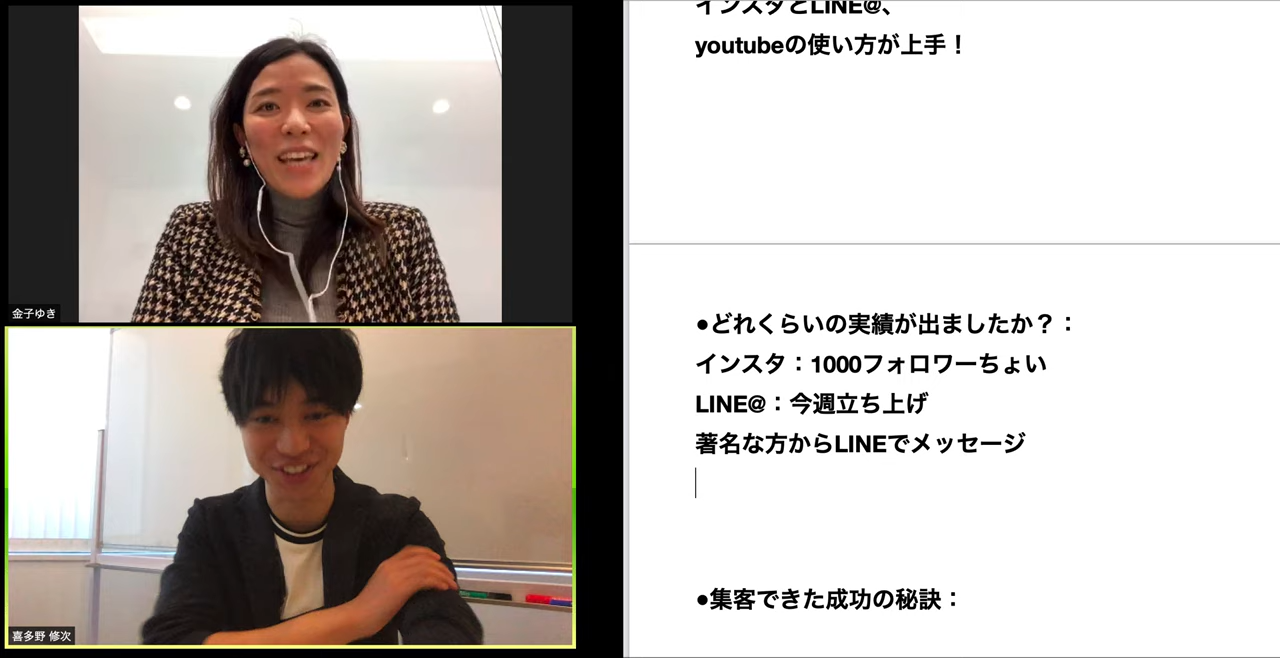 金子ゆき
喜多野 修次
インスタとLINE@、
youtubeの使い方が上手！
●どれくらいの実績が出ましたか？：
インスタ：1000フォロワーちょい
LINE@：今週立ち上げ
著名な方からLINEでメッセージ
●集客できた成功の秘訣：